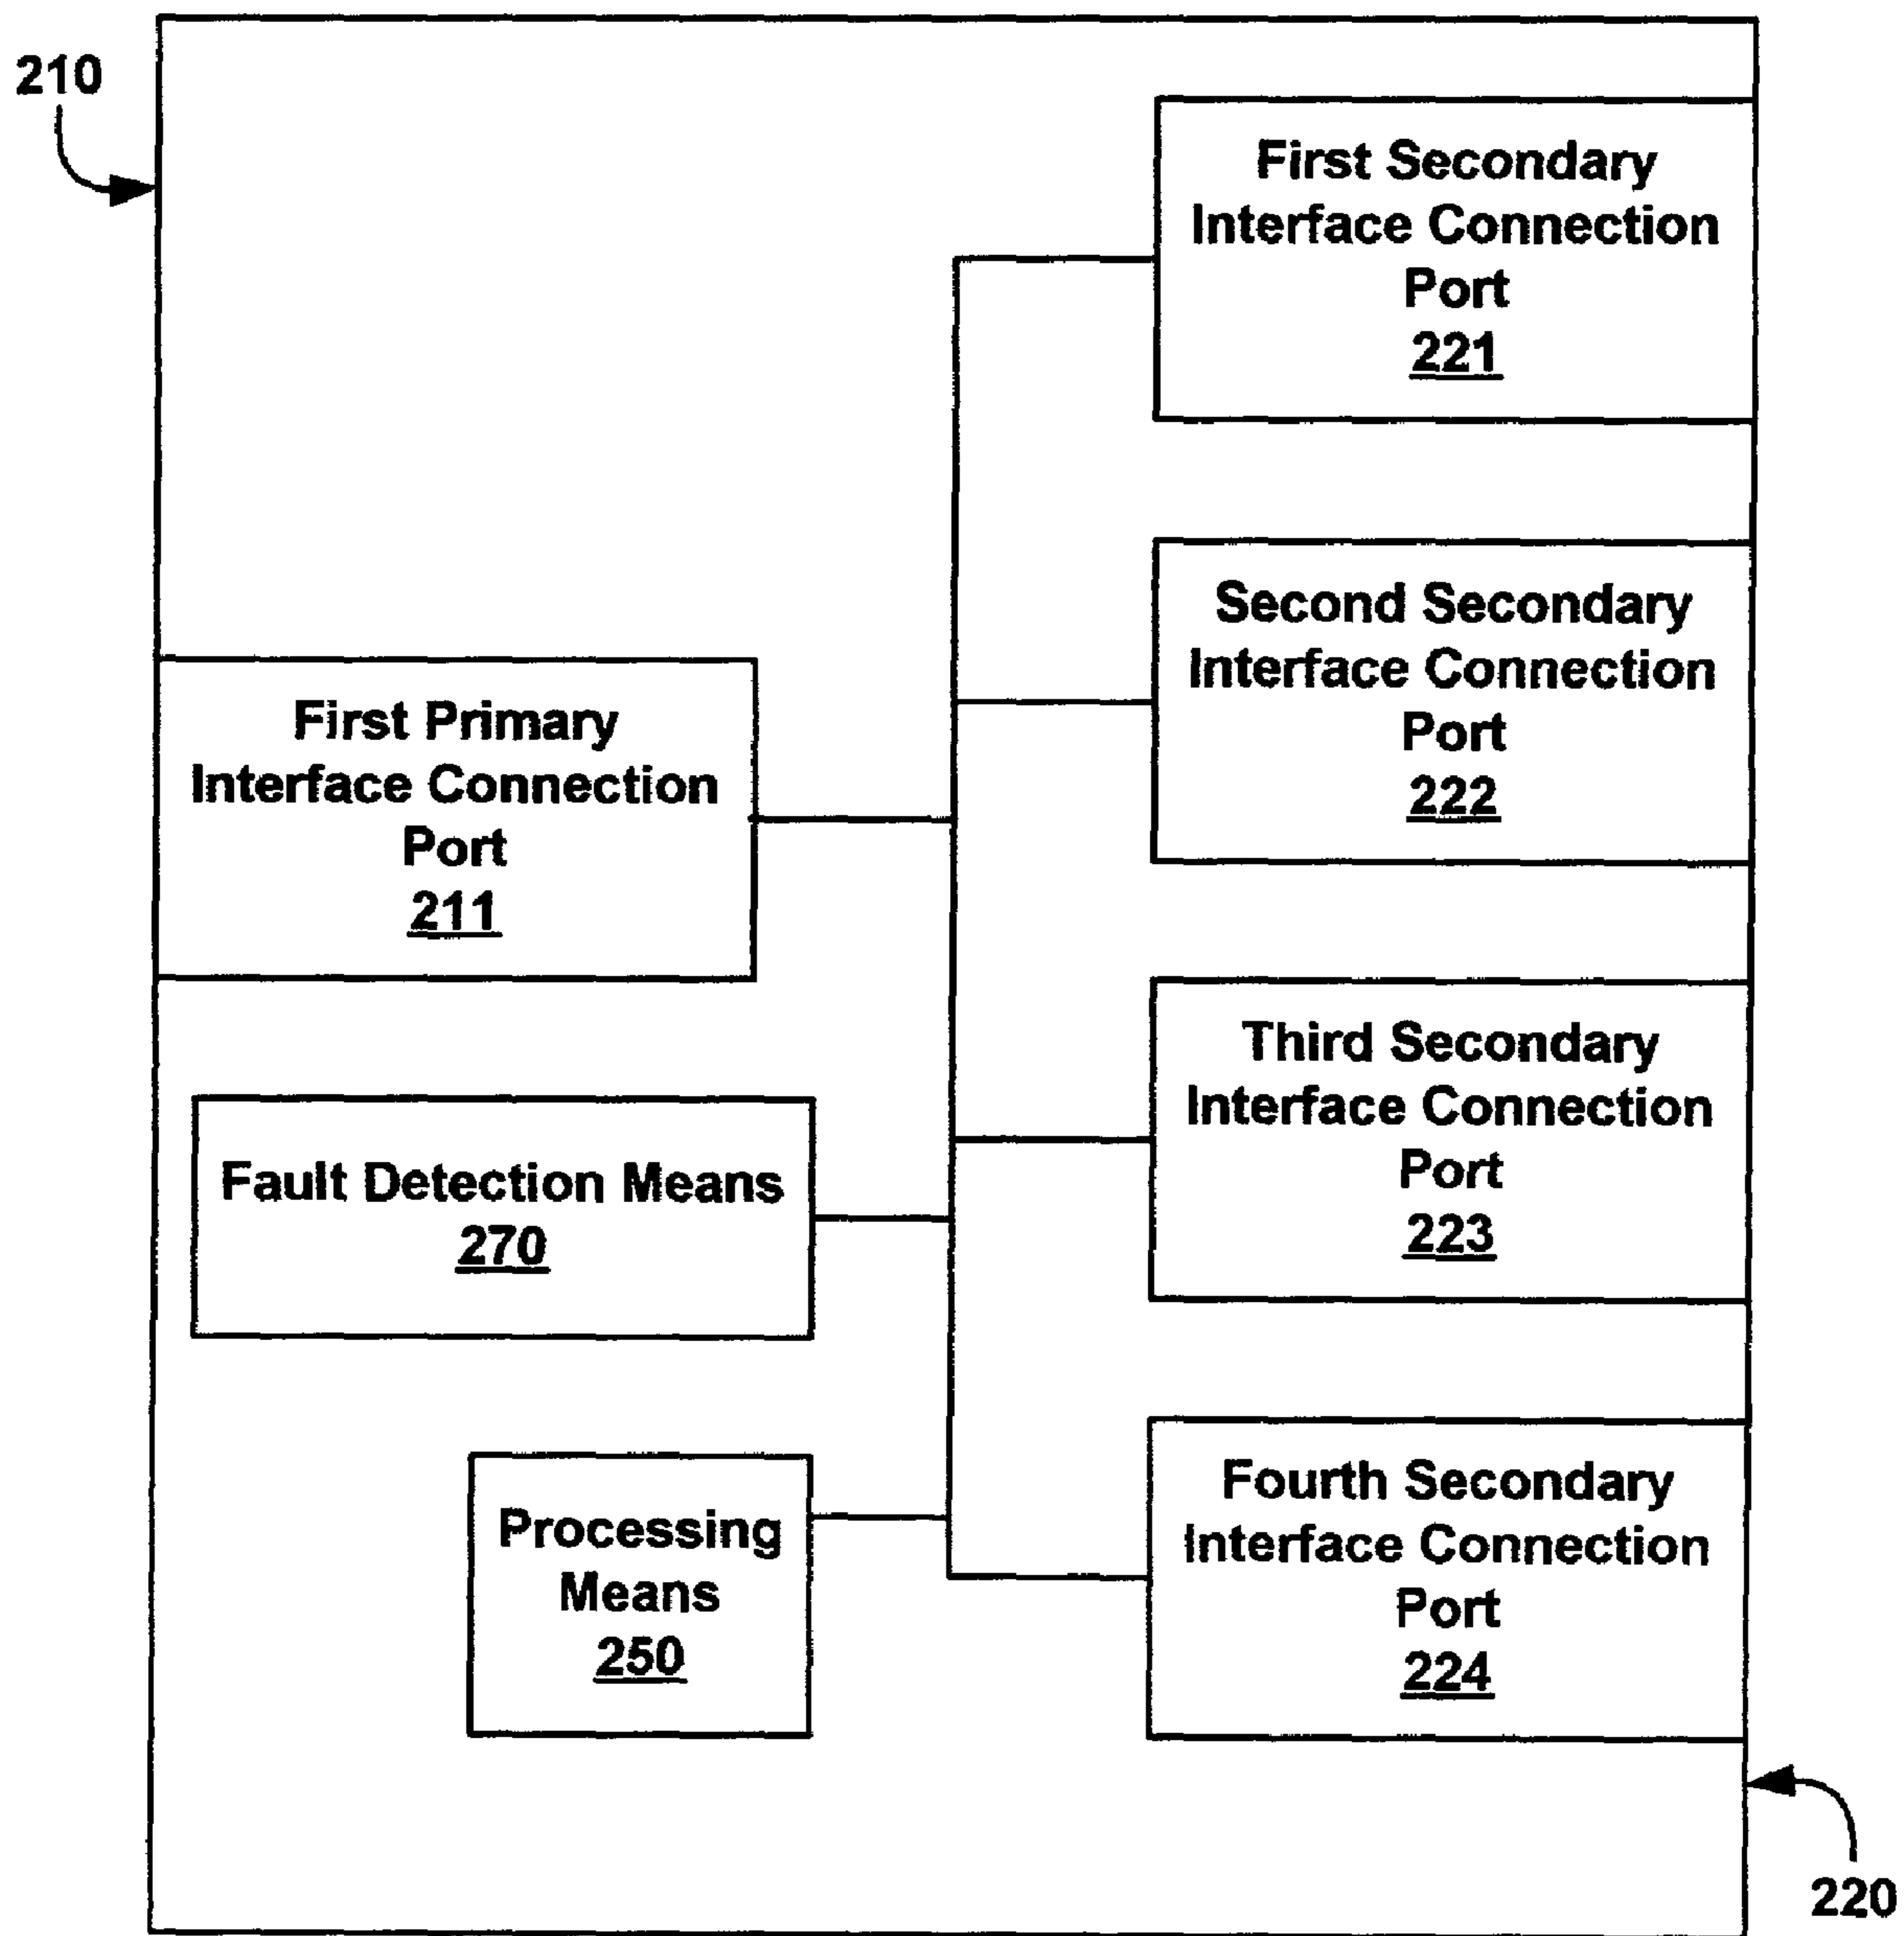 210
First Secondary
Interface Connection
Port
221
Second Secondary
Interface Connection
Port
222
First Primary
Interface Connection
Port
211
Third Secondary
Interface Connection
Port
223
Fault Detection Means
270
Fourth Secondary
Interface Connection
Port
224
Processing
Means
250
220